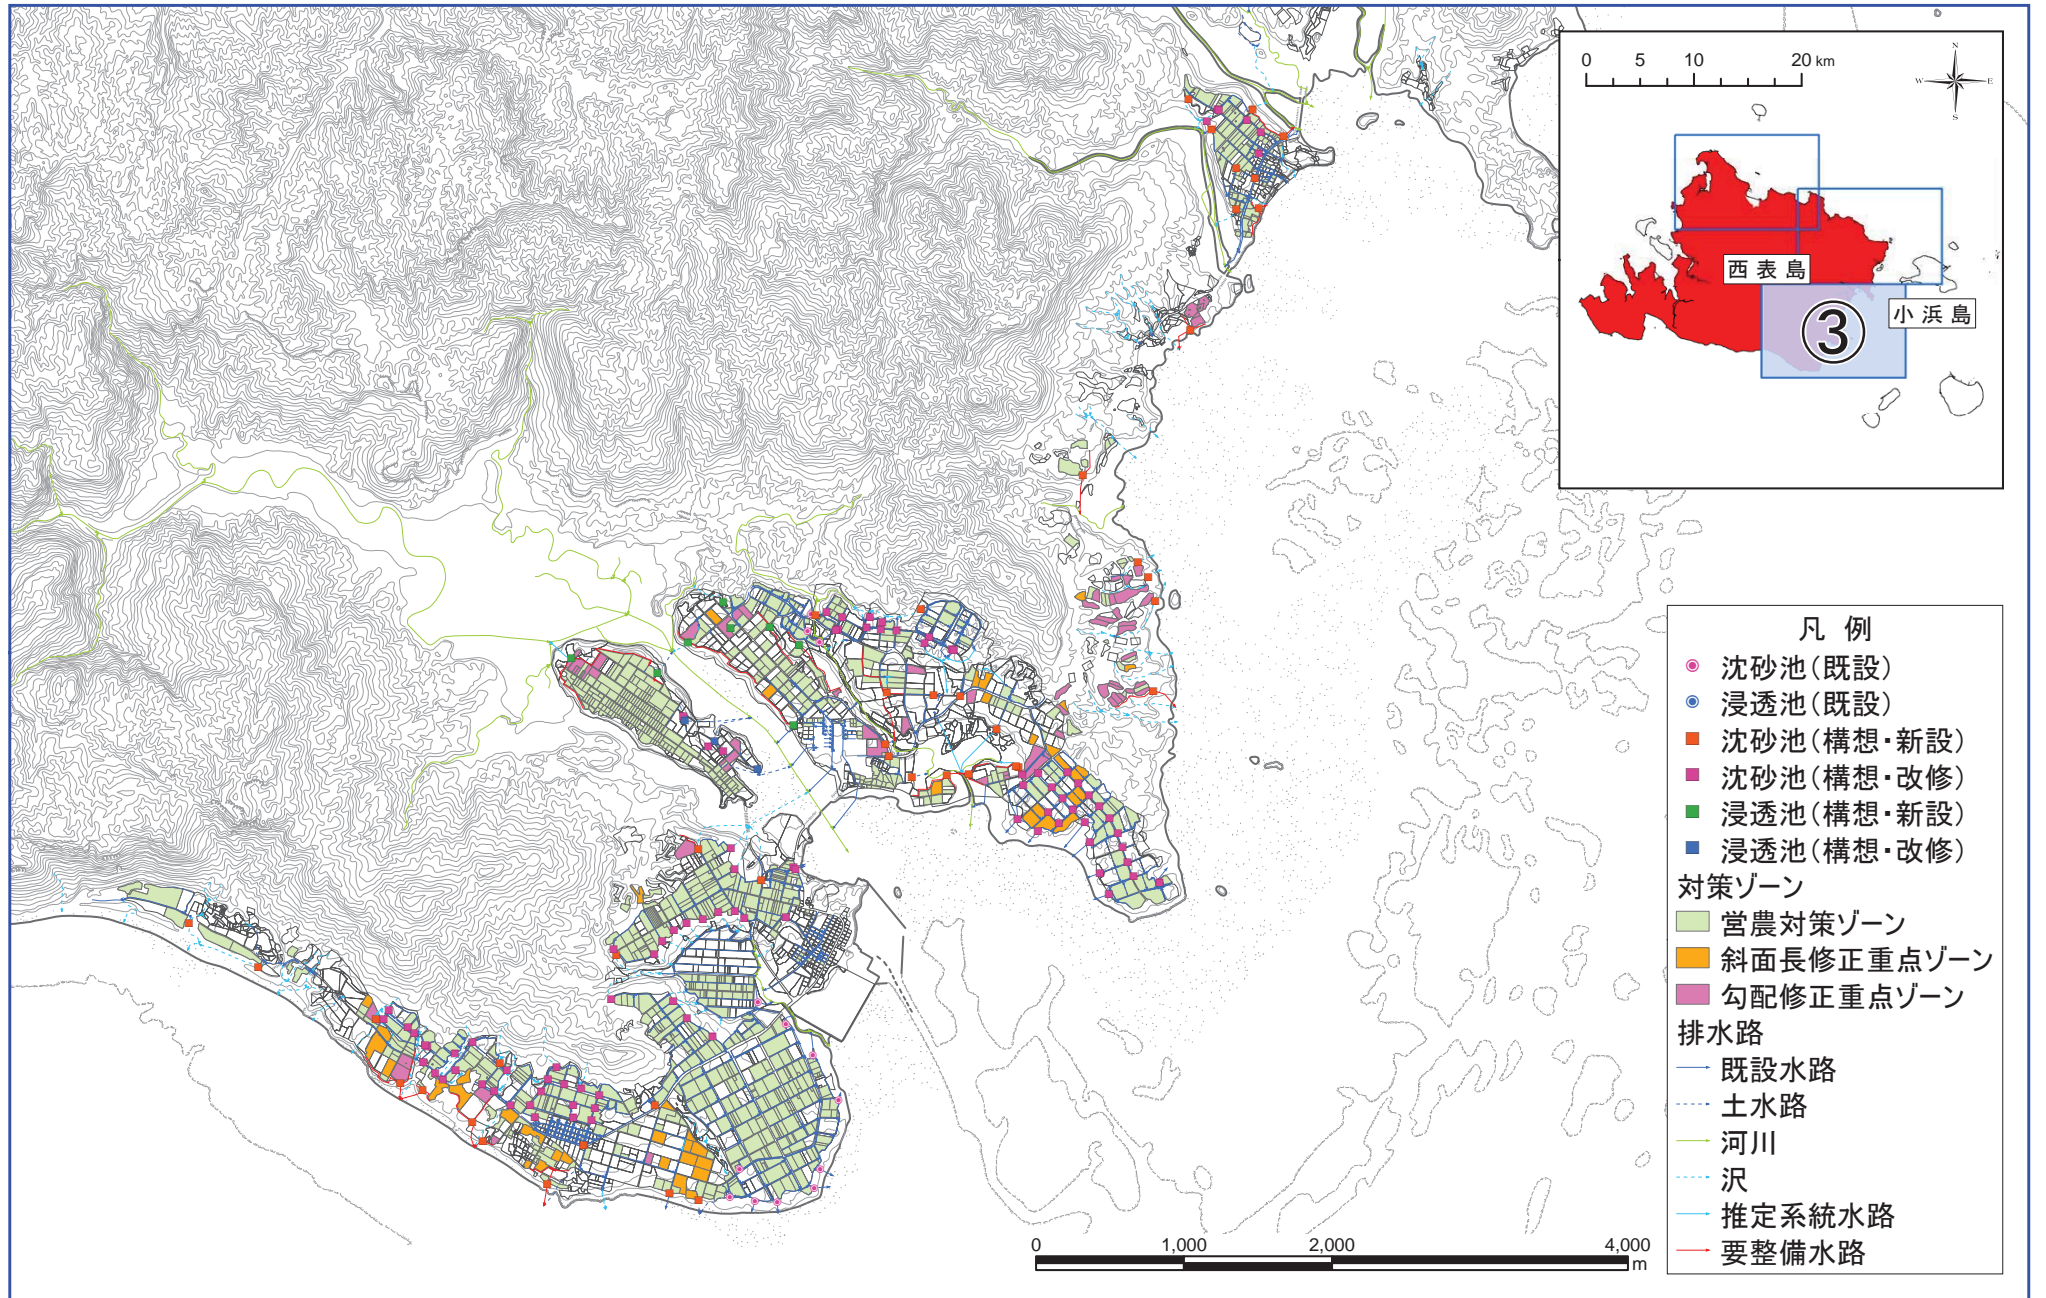 0 5 10 20 km
N
W E
S
西表島
③
小浜島
凡 例
沈砂池(既設)
浸透池(既設)
沈砂池(構想・新設)
沈砂池(構想・改修)
浸透池(構想・新設)
浸透池(構想・改修)
対策ゾーン
営農対策ゾーン
斜面長修正重点ゾーン
勾配修正重点ゾーン
排水路
既設水路
土水路
河川
沢
推定系統水路
要整備水路
0 1,000 2,000 4,000
m